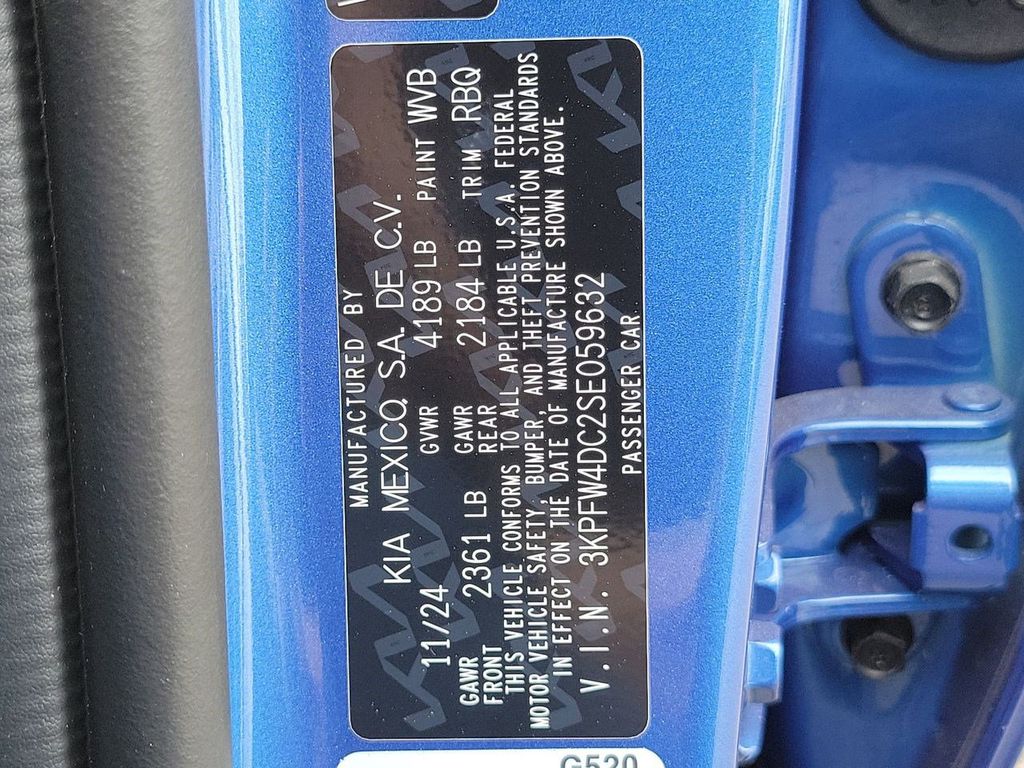 MANUFACTURED BY
KIA MEXICO, S.A. DE C.V.
11/24 GVWR 4189 LB PAINT WVB
GAWR FRONT 2361 LB GAWR REAR 2184 LB TRIM RBQ
THIS VEHICLE CONFORMS TO ALL APPLICABLE U.S.A. FEDERAL
MOTOR VEHICLE SAFETY, BUMPER, AND THEFT PREVENTION STANDARDS
IN EFFECT ON THE DATE OF MANUFACTURE SHOWN ABOVE.
V.I.N. 3KPFW4DC2SE059632
PASSENGER CAR
G520